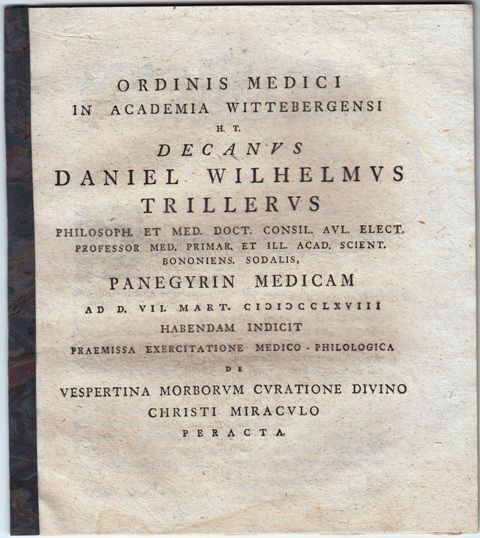 ORDINIS MEDICI
IN ACADEMIA WITTEBERGENSI
H. T.
DECANVS
DANIEL WILHELMVS
TRILLERVS
PHILOSOPH. ET MED. DOCT. CONSIL. AVL. ELECT.
PROFESSOR MED. PRIMAR. ET ILL. ACAD. SCIENT.
BONONIENS. SODALIS,
PANEGYRIN MEDICAM
AD D. VII. MART. CIↃIↃCCLXVIII
HABENDAM INDICIT
PRAEMISSA EXERCITATIONE MEDICO - PHILOLOGICA
DE
VESPERTINA MORBORVM CVRATIONE DIVINO
CHRISTI MIRACVLO
PERACTA.